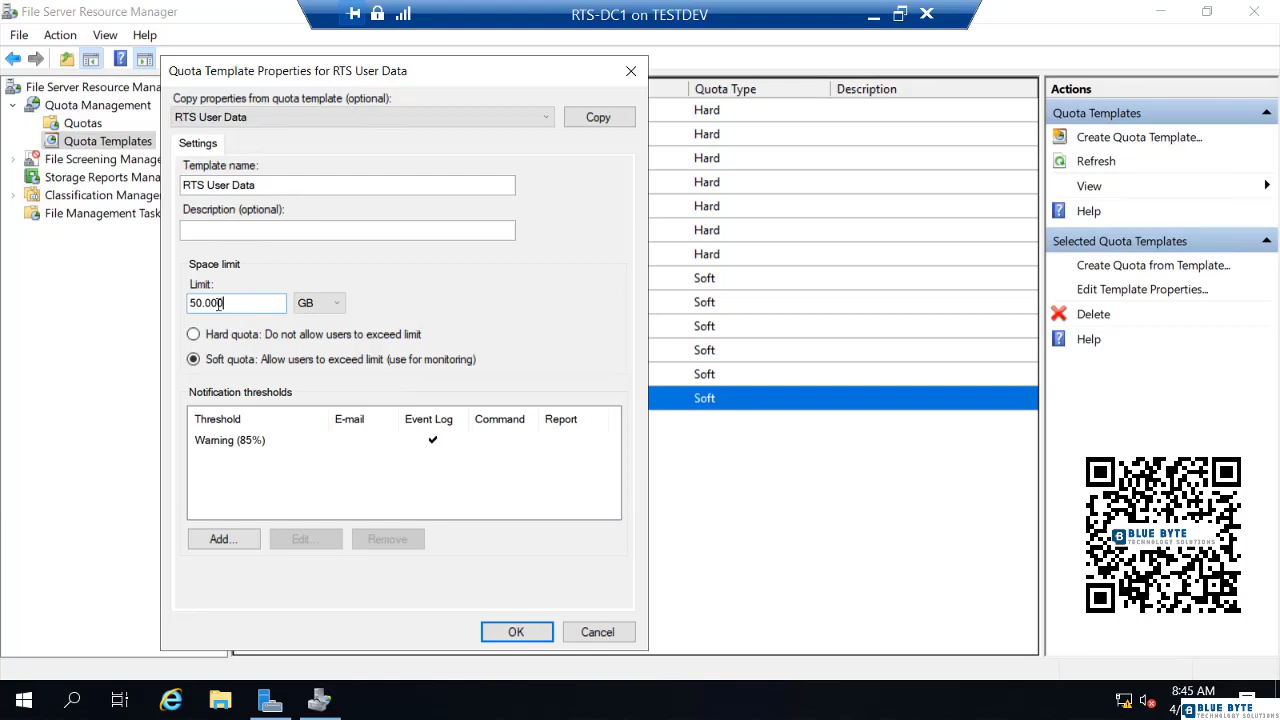 File Server Resource Manager
RTS-DC1 on TESTDEV
File Action View Help
File Server Resource Mana
Quota Management
Quotas
Quota Templates
File Screening Manage
Storage Reports Mana
Classification Manage
File Management Task
Quota Template Properties for RTS User Data
Copy properties from quota template (optional):
RTS User Data
Copy
Settings
Template name:
RTS User Data
Description (optional):
Space limit
Limit:
50.000
GB
Hard quota: Do not allow users to exceed limit
Soft quota: Allow users to exceed limit (use for monitoring)
Notification thresholds
Threshold E-mail Event Log Command Report
Warning (85%)
Add... Edit... Remove
OK Cancel
Quota Type Description
Hard
Hard
Hard
Hard
Hard
Hard
Hard
Soft
Soft
Soft
Soft
Soft
Soft
Actions
Quota Templates
Create Quota Template...
Refresh
View
Help
Selected Quota Templates
Create Quota from Template...
Edit Template Properties...
Delete
Help
BLUE BYTE
TECHNOLOGY SOLUTIONS
8:45 AM
4/
BLUE BYTE
TECHNOLOGY SOLUTIONS